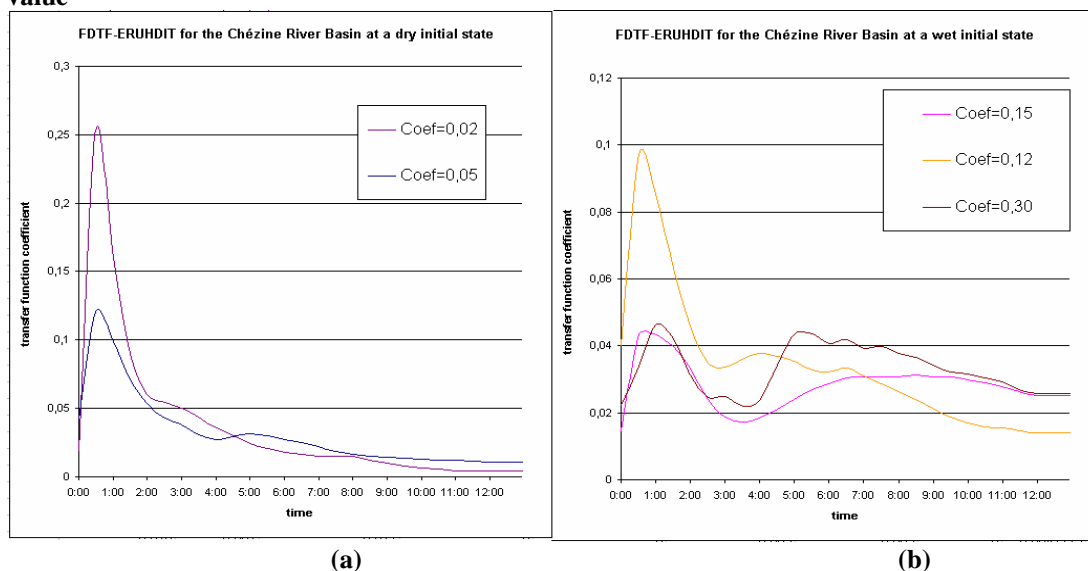 value
FDTF-ERUHDIT for the Chézine River Basin at a dry initial state
0,3
0,25
0,2
0,15
0,1
0,05
0
transfer function coefficient
Coef=0,02
Coef=0,05
0:00 1:00 2:00 3:00 4:00 5:00 6:00 7:00 8:00 9:00 10:00 11:00 12:00
time
(a)
FDTF-ERUHDIT for the Chézine River Basin at a wet initial state
0,12
0,1
0,08
0,06
0,04
0,02
0
transfer function coefficient
Coef=0,15
Coef=0,12
Coef=0,30
0:00 1:00 2:00 3:00 4:00 5:00 6:00 7:00 8:00 9:00 10:00 11:00 12:00
time
(b)